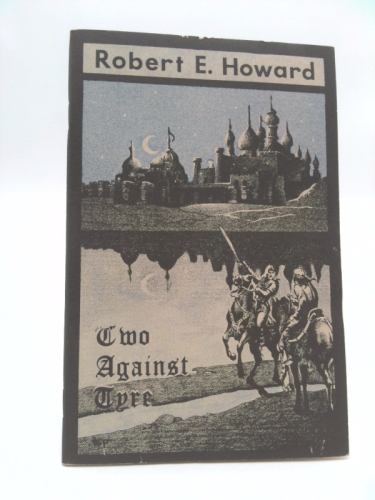 Robert E. Howard
Two
Against
Tyre